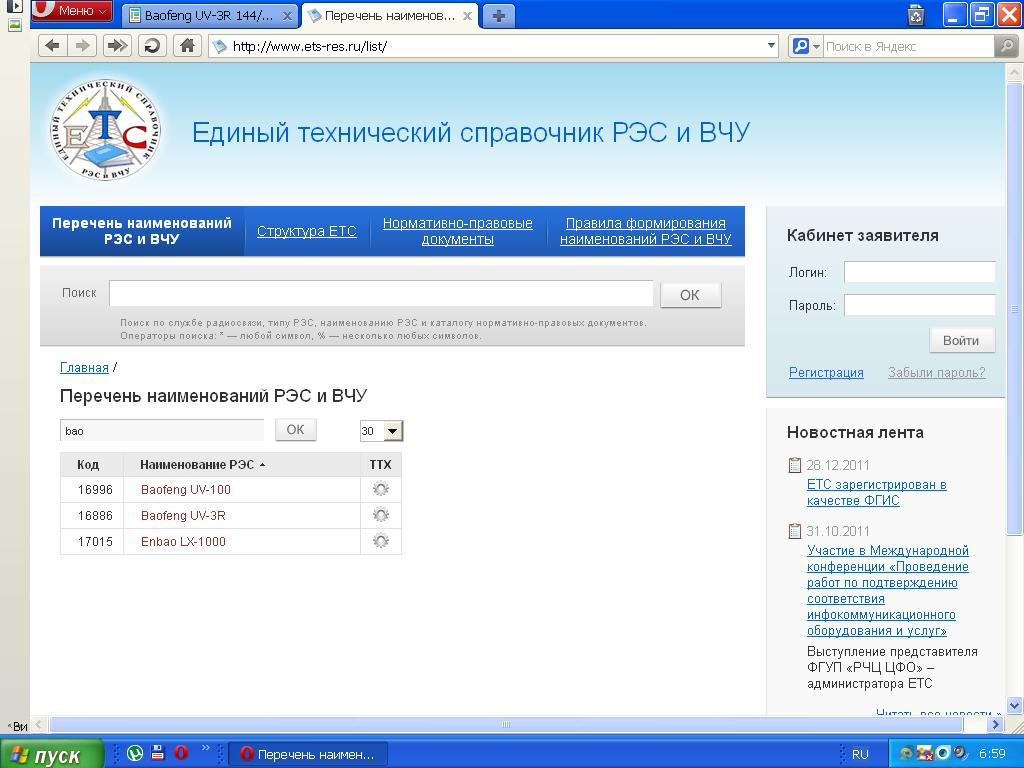 Меню
Baofeng UV-3R 144/...
Перечень наименов...
http://www.ets-res.ru/list/
Поиск в Яндекс
ЕДИНЫЙ ТЕХНИЧЕСКИЙ СПРАВОЧНИК
ЕТС
РЭС и ВЧУ
Единый технический справочник РЭС и ВЧУ
Перечень наименований
РЭС и ВЧУ
Структура ЕТС
Нормативно-правовые
документы
Правила формирования
наименований РЭС и ВЧУ
Поиск
ОК
Поиск по службе радиосвязи, типу РЭС, наименованию РЭС и каталогу нормативно-правовых документов.
Операторы поиска: * — любой символ, % — несколько любых символов.
Главная /
Перечень наименований РЭС и ВЧУ
bao
ОК
30
Код Наименование РЭС ТТХ
16996 Baofeng UV-100
16886 Baofeng UV-3R
17015 Enbao LX-1000
Кабинет заявителя
Логин:
Пароль:
Войти
Регистрация Забыли пароль?
Новостная лента
28.12.2011
ЕТС зарегистрирован в
качестве ФГИС
31.10.2011
Участие в Международной
конференции «Проведение
работ по подтверждению
соответствия
инфокоммуникационного
оборудования и услуг»
Выступление представителя
ФГУП «РЧЦ ЦФО» –
администратора ЕТС
Читать все новости »
"Ви
пуск
Перечень наимен...
RU
6:59